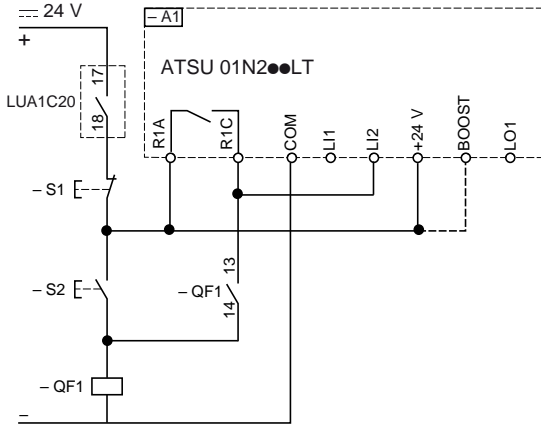 24 V
+
– A1
ATSU 01N2●●LT
LUA1C20
17
18
R1A
R1C
COM
LI1
LI2
+24 V
BOOST
LO1
– S1
– S2
13
14
– QF1
– QF1
–